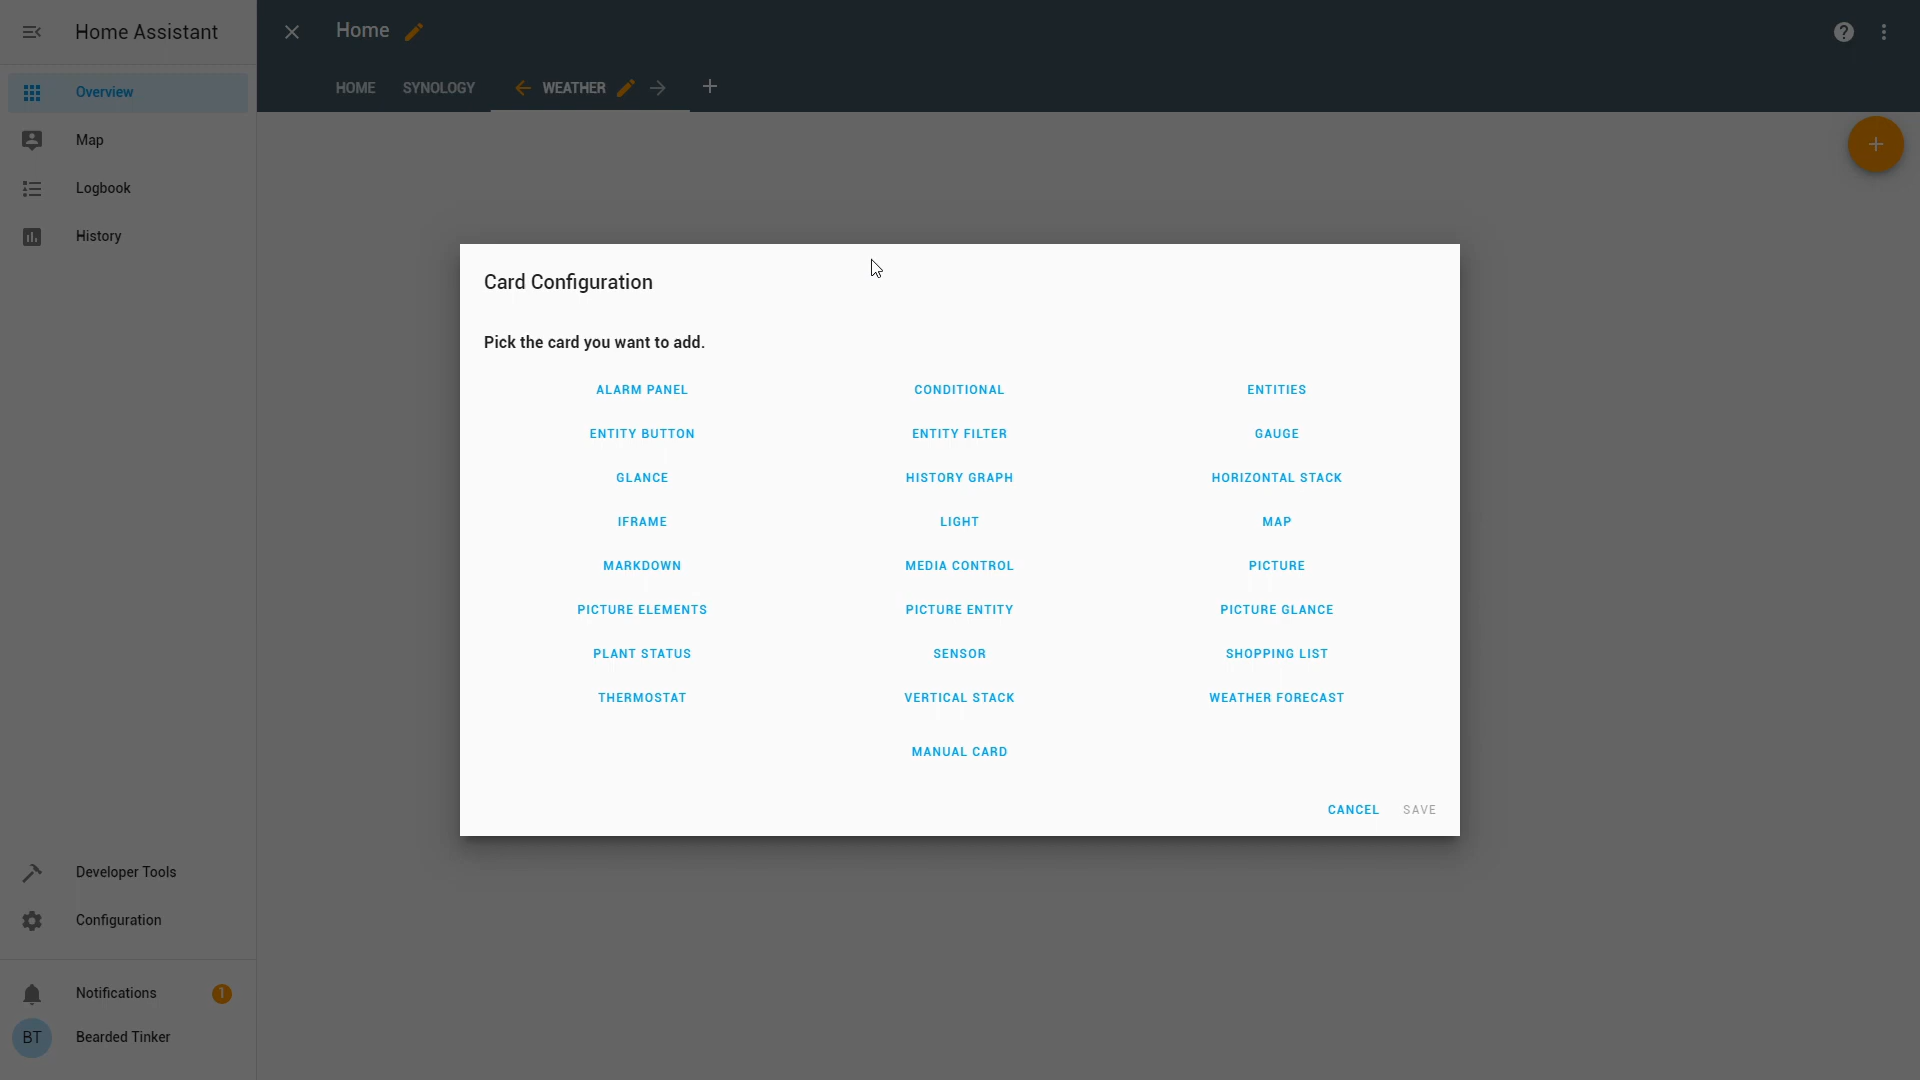 Home Assistant
Home
?
HOME SYNOLOGY WEATHER
Overview
Map
Logbook
History
Card Configuration
Pick the card you want to add.
ALARM PANEL CONDITIONAL ENTITIES
ENTITY BUTTON ENTITY FILTER GAUGE
GLANCE HISTORY GRAPH HORIZONTAL STACK
IFRAME LIGHT MAP
MARKDOWN MEDIA CONTROL PICTURE
PICTURE ELEMENTS PICTURE ENTITY PICTURE GLANCE
PLANT STATUS SENSOR SHOPPING LIST
THERMOSTAT VERTICAL STACK WEATHER FORECAST
MANUAL CARD
CANCEL SAVE
Developer Tools
Configuration
Notifications 1
BT Bearded Tinker